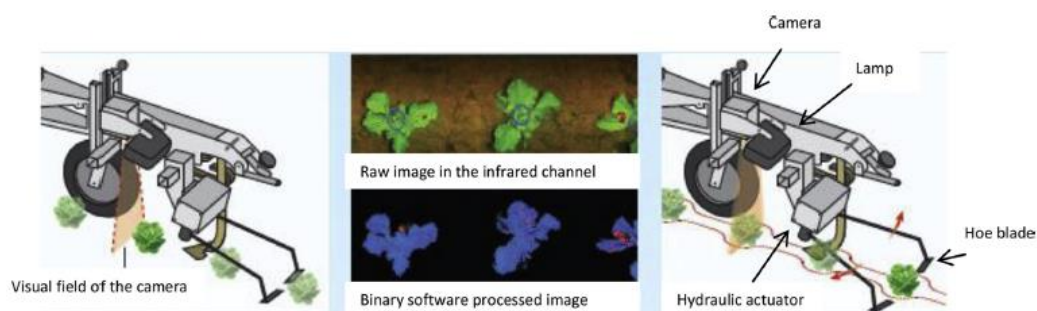 Camera
Lamp
Raw image in the infrared channel
Hoe blade
Visual field of the camera
Binary software processed image
Hydraulic actuator